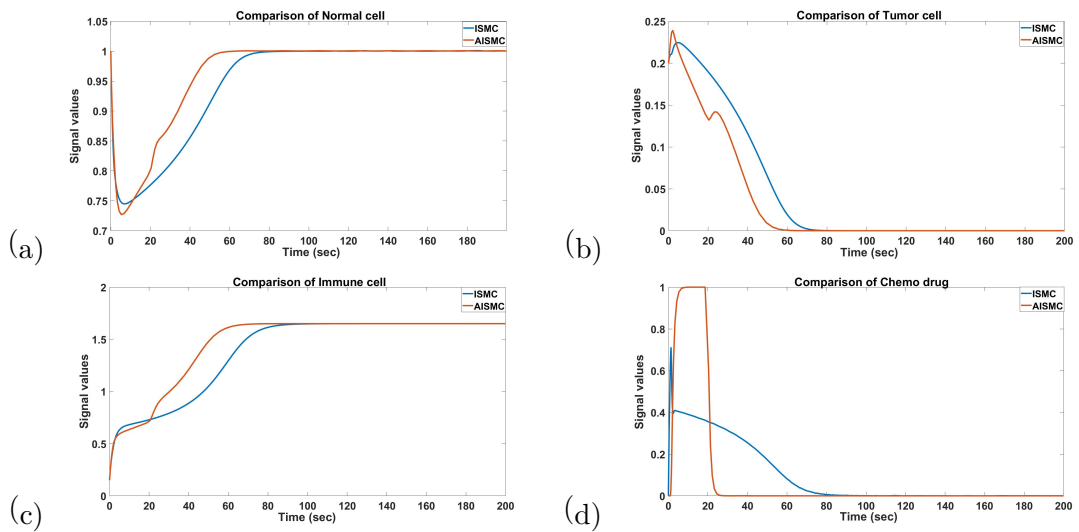 Comparison of Normal cell
1.05
1
0.95
0.9
0.85
0.8
0.75
0.7
Signal values
ISMC
AISMC
0 20 40 60 80 100 120 140 160 180
Time (sec)
(a)
Comparison of Tumor cell
0.25
0.2
0.15
0.1
0.05
0
Signal values
ISMC
AISMC
0 20 40 60 80 100 120 140 160 180 200
Time (sec)
(b)
Comparison of Immune cell
2
1.5
1
0.5
0
Signal values
ISMC
AISMC
0 20 40 60 80 100 120 140 160 180 200
Time (sec)
(c)
Comparison of Chemo drug
1
0.8
0.6
0.4
0.2
0
Signal values
ISMC
AISMC
0 20 40 60 80 100 120 140 160 180 200
Time (sec)
(d)